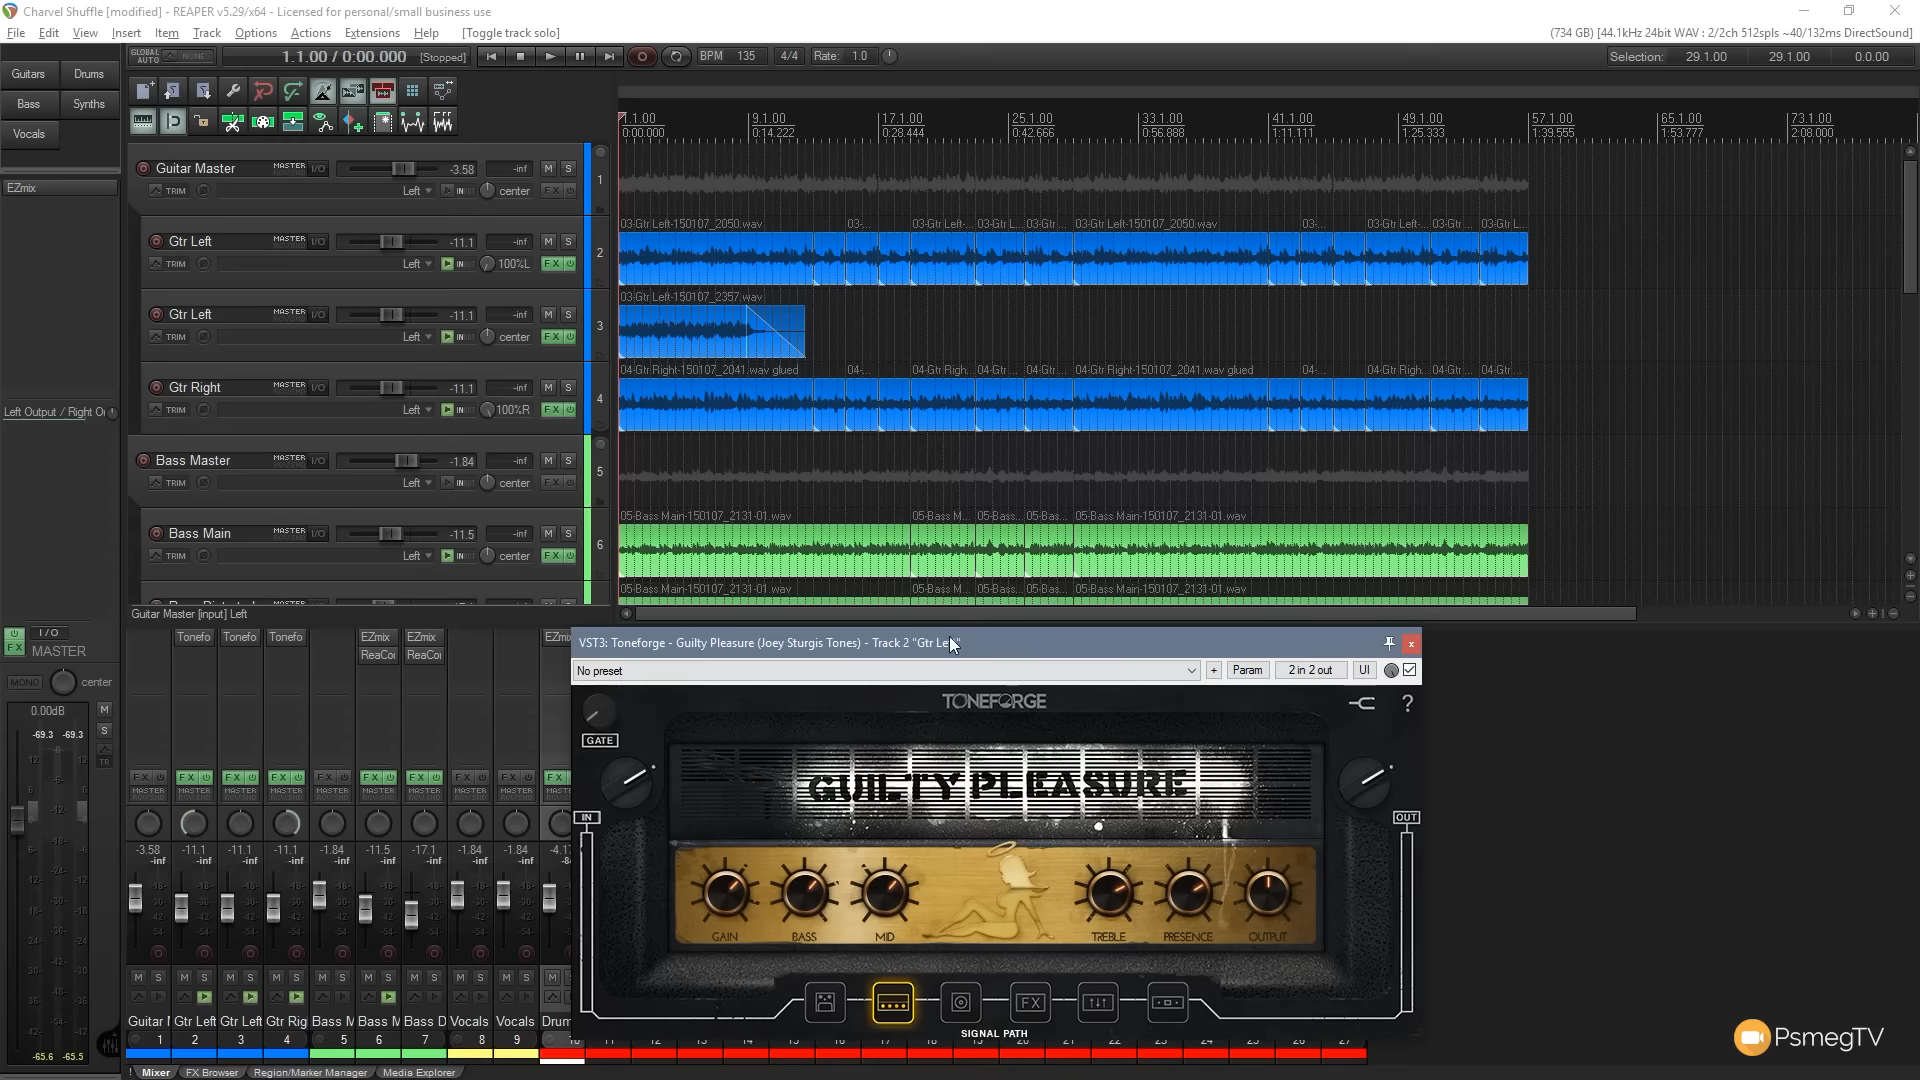 Charvel Shuffle [modified] - REAPER v5.29/x64 - Licensed for personal/small business use
File Edit View Insert Item Track Options Actions Extensions Help [Toggle track solo]
(734 GB) [44.1kHz 24bit WAV : 2/2ch 512spls ~40/132ms DirectSound]
GLOBAL AUTO NONE
1.1.00 / 0:00.000 [Stopped]
BPM 135 4/4 Rate: 1.0
Selection: 29.1.00 29.1.00 0.0.00
Guitars Drums
Bass Synths
Vocals
EZmix
Left Output / Right O
1.1.00 9.1.00 17.1.00 25.1.00 33.1.00 41.1.00 49.1.00 57.1.00 65.1.00 73.1.00
0:00.000 0:14.222 0:28.444 0:42.666 0:56.888 1:11.111 1:25.333 1:39.555 1:53.777 2:08.000
Guitar Master MASTER I/O -3.58 -inf M S
TRIM Left IN center FX
1
Gtr Left MASTER I/O -11.1 -inf M S
TRIM Left IN 100%L FX
2
03-Gtr Left-150107_2050.wav 03-... 03-Gtr Left-... 03-Gtr L... 03-Gtr ... 03-Gtr Left-150107_2050.wav 03-... 03-Gtr Left-... 03-Gtr ... 03-Gtr L...
Gtr Left MASTER I/O -11.1 -inf M S
TRIM Left IN center FX
3
03-Gtr Left-150107_2357.wav
Gtr Right MASTER I/O -11.1 -inf M S
TRIM Left IN 100%R FX
4
04-Gtr Right-150107_2041.wav glued 04-... 04-Gtr Righ... 04-Gtr ... 04-Gtr ... 04-Gtr Right-150107_2041.wav glued 04-... 04-Gtr Righ... 04-Gtr ... 04-Gtr ...
Bass Master MASTER I/O -1.84 -inf M S
TRIM Left IN center FX
5
Bass Main MASTER I/O -11.5 -inf M S
TRIM Left IN center FX
6
05-Bass Main-150107_2131-01.wav 05-Bass M... 05-Bass... 05-Bas... 05-Bass Main-150107_2131-01.wav
05-Bass Main-150107_2131-01.wav 05-Bass M... 05-Bass... 05-Bas... 05-Bass Main-150107_2131-01.wav
Guitar Master [input] Left
I/O
FX MASTER
MONO center
0.00dB M
-69.3 -69.3 S
TR
-65.6 -65.5
Tonefo Tonefo Tonefo EZmix EZmix EZmix
ReaCor ReaCor
-3.58 -11.1 -11.1 -11.1 -1.84 -11.5 -17.1 -1.84 -1.84
Guitar Gtr Left Gtr Left Gtr Rig Bass M Bass M Bass D Vocals Vocals Drum
1 2 3 4 5 6 7 8 9
Mixer FX Browser Region/Marker Manager Media Explorer
VST3: Toneforge - Guilty Pleasure (Joey Sturgis Tones) - Track 2 "Gtr Le
No preset + Param 2 in 2 out UI
TONEFORGE
?
GATE
GUILTY PLEASURE
IN OUT
GAIN BASS MID TREBLE PRESENCE OUTPUT
FX
SIGNAL PATH
PsmegTV